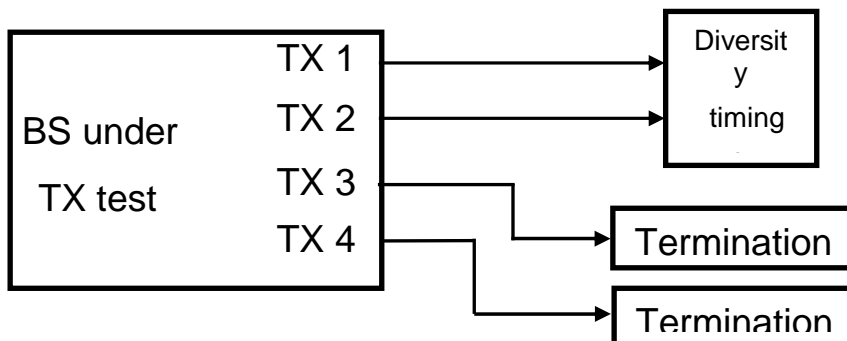 BS under
TX test
TX 1
TX 2
TX 3
TX 4
Diversit
y
timing
Termination
Termination